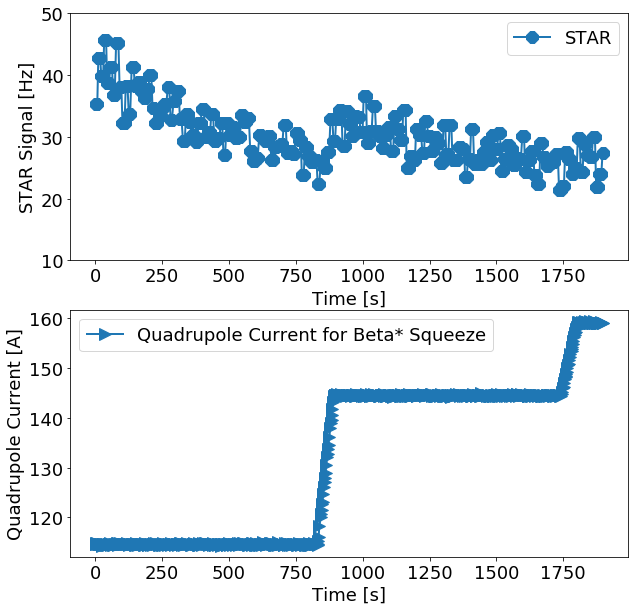 50
40
30
20
10
STAR Signal [Hz]
STAR
0 250 500 750 1000 1250 1500 1750
Time [s]
160
150
140
130
120
Quadrupole Current [A]
Quadrupole Current for Beta* Squeeze
0 250 500 750 1000 1250 1500 1750
Time [s]